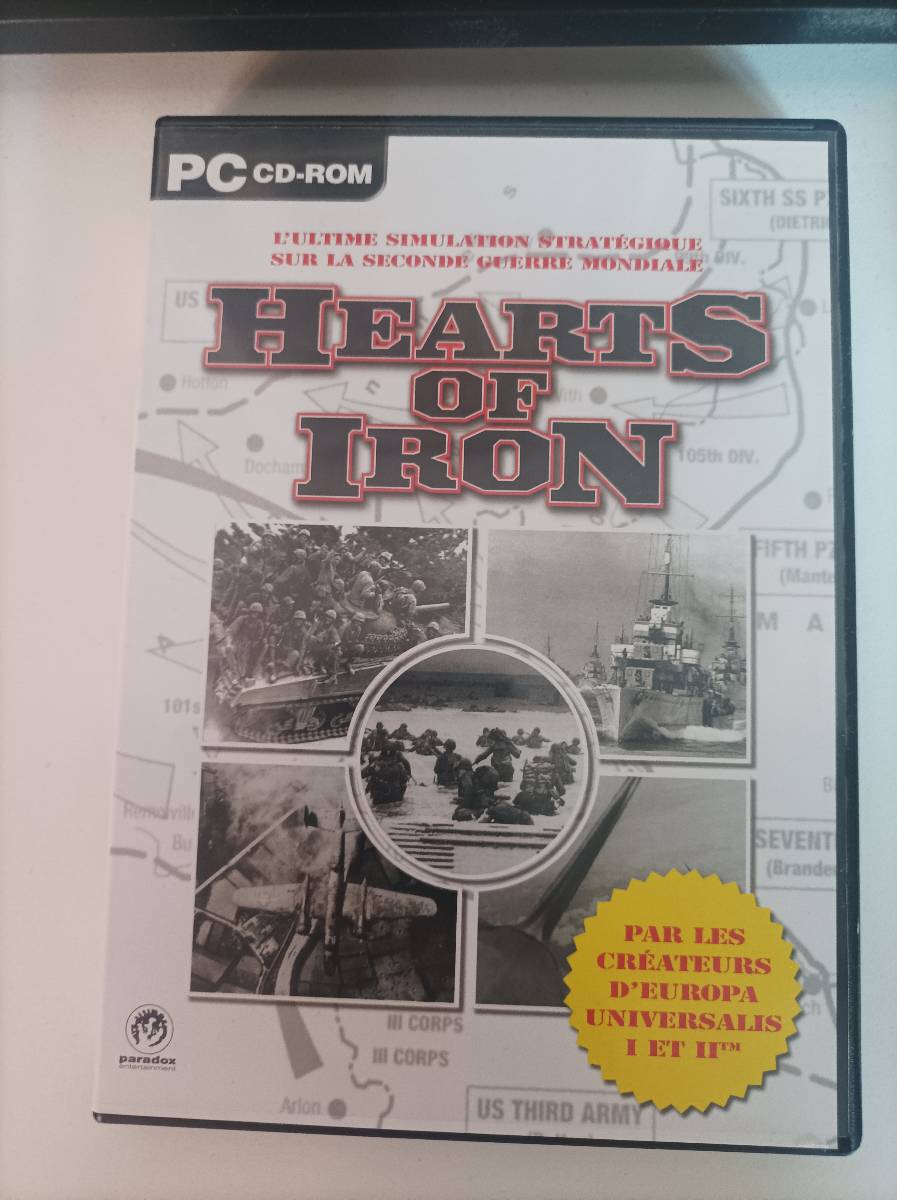 PC CD-ROM
SIXTH SS
L'ULTIME SIMULATION STRATÉGIQUE
SUR LA SECONDE GUERRE MONDIALE
DIV.
US
HEARTS
OF
IRON
Hotton
105th DIV.
FIFTH
M A
101s
SEVENT
PAR LES
CRÉATEURS
D'EUROPA
UNIVERSALIS
I ET II™
III CORPS
III CORPS
paradox
entertainment
Arlon
US THIRD ARMY